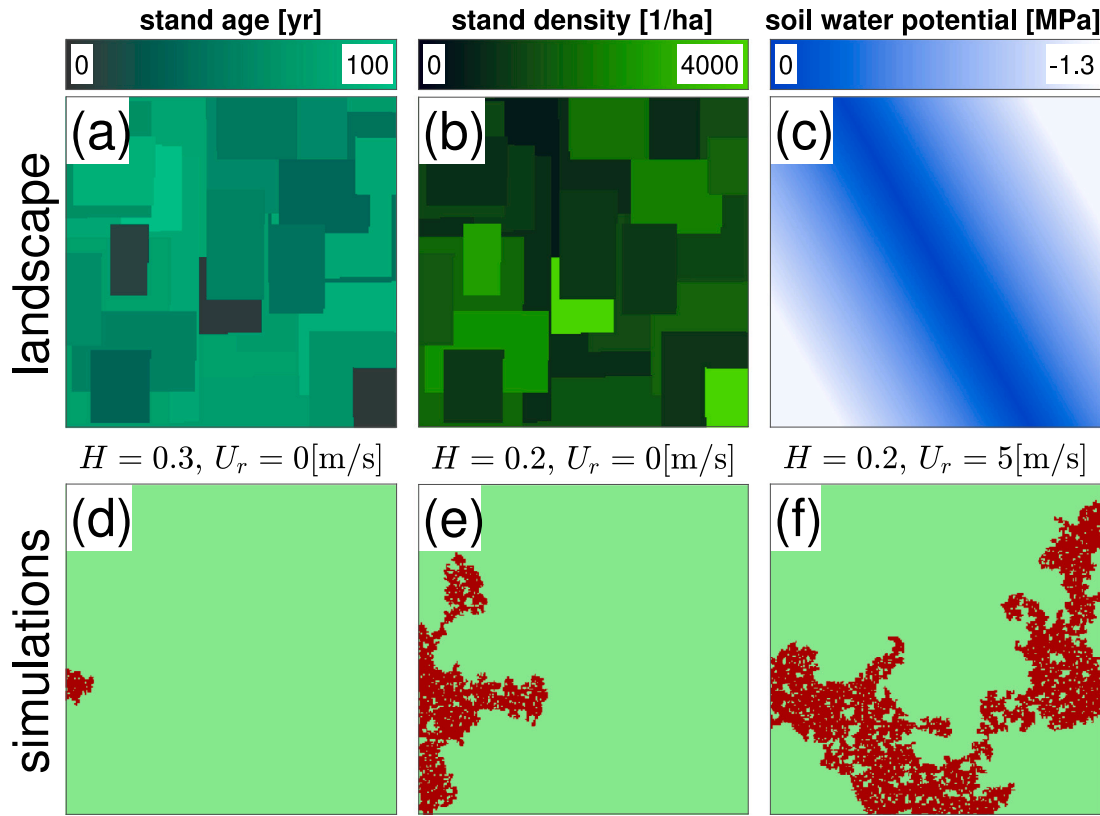 stand age [yr]
stand density [1/ha]
soil water potential [MPa]
0
100
0
4000
0
-1.3
landscape
(a)
(b)
(c)
H = 0.3, U_r = 0[m/s]
H = 0.2, U_r = 0[m/s]
H = 0.2, U_r = 5[m/s]
simulations
(d)
(e)
(f)